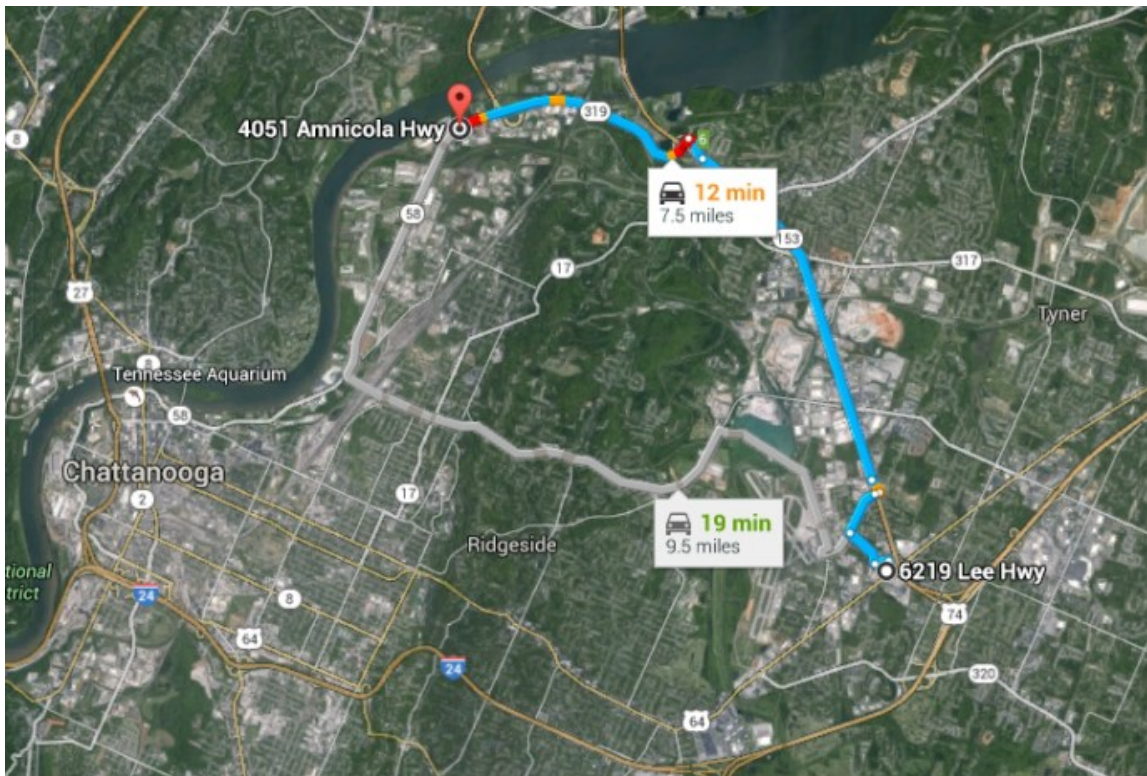 8
319
4051 Amnicola Hwy
6
12 min
7.5 miles
58
153
17
317
27
Tyner
8
Tennessee Aquarium
58
Chattanooga
2
17
19 min
9.5 miles
Ridgeside
tional
trict
6219 Lee Hwy
24
8
74
64
24
320
64